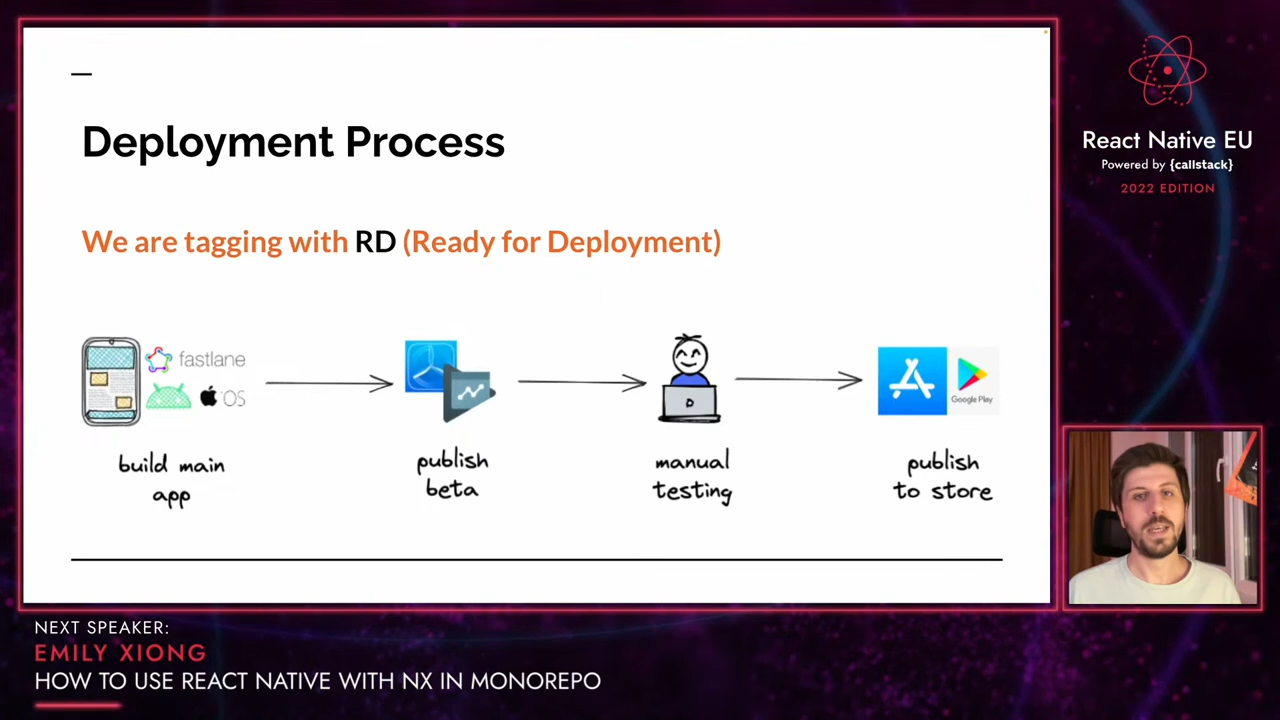 Deployment Process
We are tagging with RD (Ready for Deployment)
fastlane
iOS
Google Play
build main
app
publish
beta
manual
testing
publish
to store
React Native EU
Powered by {callstack}
2022 EDITION
NEXT SPEAKER:
EMILY XIONG
HOW TO USE REACT NATIVE WITH NX IN MONOREPO